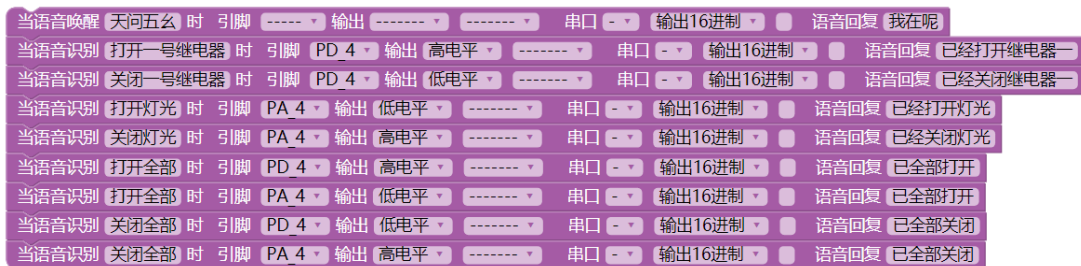 当语音唤醒 天问五幺 时 引脚 ----- 输出 -------- ------- 串口 - 输出16进制 语音回复 我在呢
当语音识别 打开一号继电器 时 引脚 PD_4 输出 高电平 ------- 串口 - 输出16进制 语音回复 已经打开继电器一
当语音识别 关闭一号继电器 时 引脚 PD_4 输出 低电平 ------- 串口 - 输出16进制 语音回复 已经关闭继电器一
当语音识别 打开灯光 时 引脚 PA_4 输出 低电平 ------- 串口 - 输出16进制 语音回复 已经打开灯光
当语音识别 关闭灯光 时 引脚 PA_4 输出 高电平 ------- 串口 - 输出16进制 语音回复 已经关闭灯光
当语音识别 打开全部 时 引脚 PD_4 输出 高电平 ------- 串口 - 输出16进制 语音回复 已全部打开
当语音识别 打开全部 时 引脚 PA_4 输出 低电平 ------- 串口 - 输出16进制 语音回复 已全部打开
当语音识别 关闭全部 时 引脚 PD_4 输出 低电平 ------- 串口 - 输出16进制 语音回复 已全部关闭
当语音识别 关闭全部 时 引脚 PA_4 输出 高电平 ------- 串口 - 输出16进制 语音回复 已全部关闭